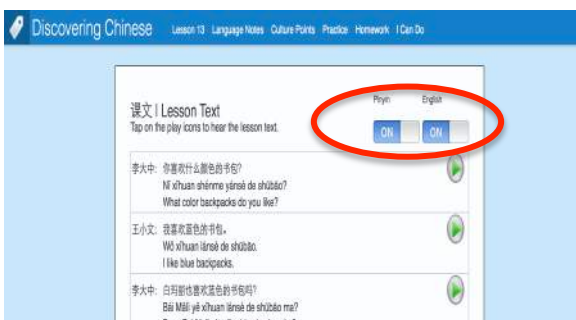 Discovering Chinese Lesson 13 Language Notes Culture Points Practice Homework I Can Do
课文 | Lesson Text
Tap on the play icons to hear the lesson text.
Pinyin English
ON ON
李大中: 你喜欢什么颜色的书包?
Nǐ xǐhuan shénme yánsè de shūbāo?
What color backpacks do you like?
王小文: 我喜欢蓝色的书包。
Wǒ xǐhuan lánsè de shūbāo.
I like blue backpacks.
李大中: 白玛丽也喜欢蓝色的书包吗?
Bái Mǎlì yě xǐhuan lánsè de shūbāo ma?